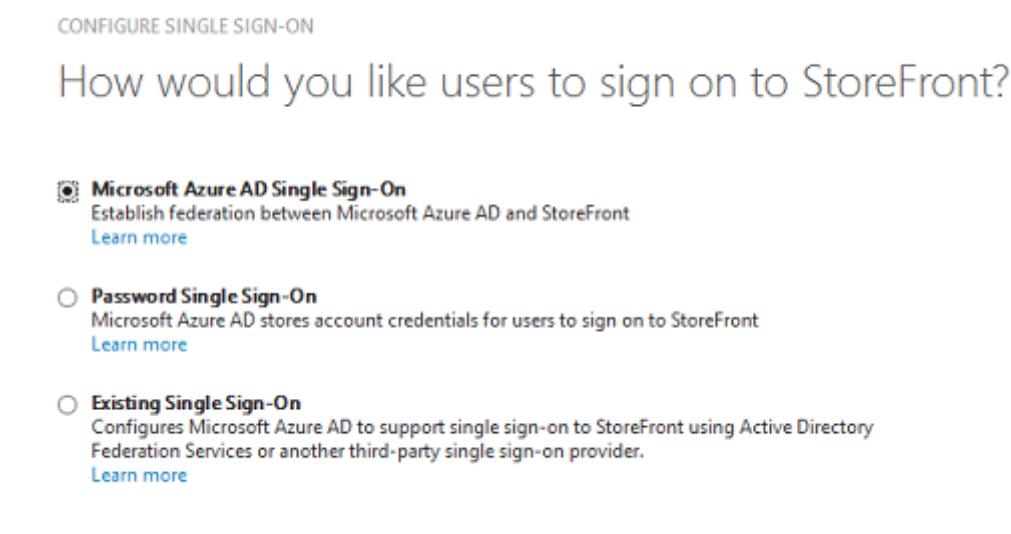 CONFIGURE SINGLE SIGN-ON
How would you like users to sign on to StoreFront?
Microsoft Azure AD Single Sign-On
Establish federation between Microsoft Azure AD and StoreFront
Learn more
Password Single Sign-On
Microsoft Azure AD stores account credentials for users to sign on to StoreFront
Learn more
Existing Single Sign-On
Configures Microsoft Azure AD to support single sign-on to StoreFront using Active Directory
Federation Services or another third-party single sign-on provider.
Learn more